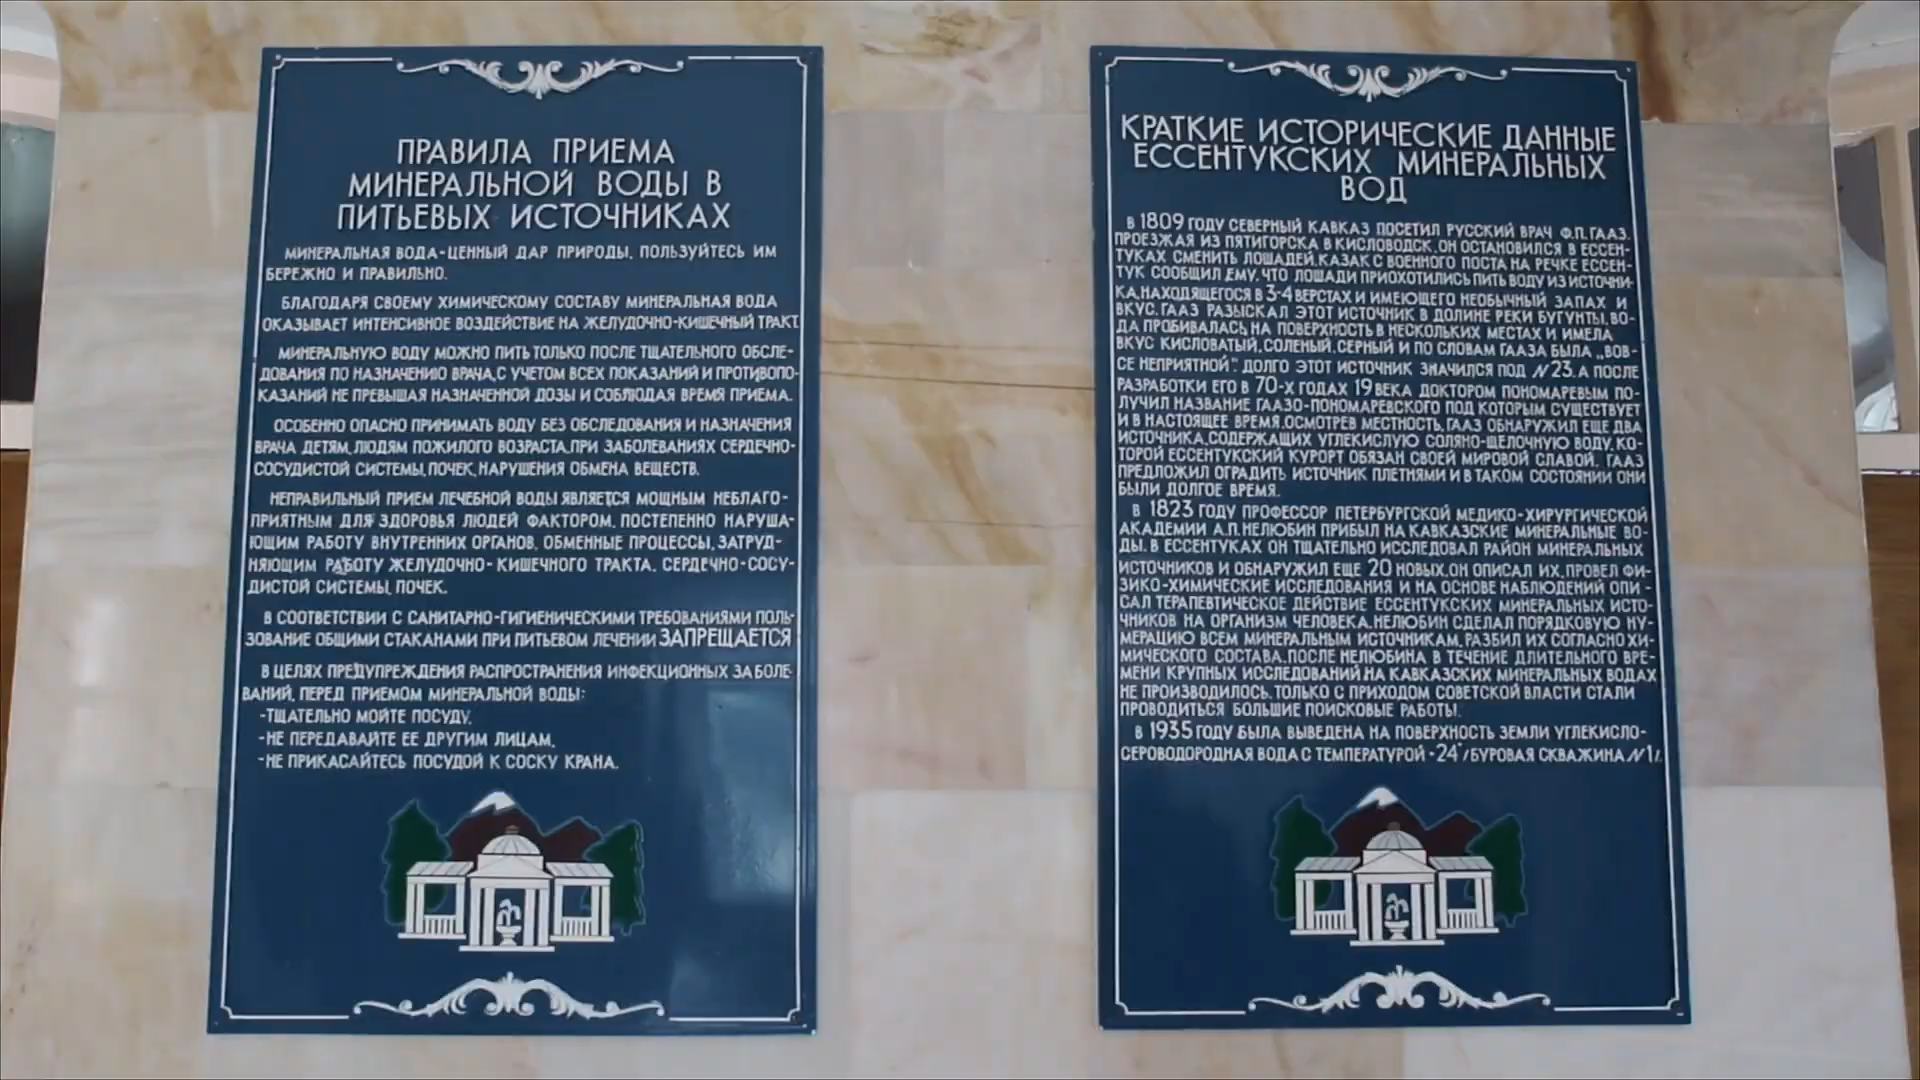 ПРАВИЛА ПРИЕМА
МИНЕРАЛЬНОЙ ВОДЫ В
ПИТЬЕВЫХ ИСТОЧНИКАХ
МИНЕРАЛЬНАЯ ВОДА-ЦЕННЫЙ ДАР ПРИРОДЫ. ПОЛЬЗУЙТЕСЬ ИМ
БЕРЕЖНО И ПРАВИЛЬНО.
БЛАГОДАРЯ СВОЕМУ ХИМИЧЕСКОМУ СОСТАВУ МИНЕРАЛЬНАЯ ВОДА
ОКАЗЫВАЕТ ИНТЕНСИВНОЕ ВОЗДЕЙСТВИЕ НА ЖЕЛУДОЧНО-КИШЕЧНЫЙ ТРАКТ.
МИНЕРАЛЬНУЮ ВОДУ МОЖНО ПИТЬ ТОЛЬКО ПОСЛЕ ТЩАТЕЛЬНОГО ОБСЛЕ-
ДОВАНИЯ ПО НАЗНАЧЕНИЮ ВРАЧА, С УЧЕТОМ ВСЕХ ПОКАЗАНИЙ И ПРОТИВОПО-
КАЗАНИЙ НЕ ПРЕВЫШАЯ НАЗНАЧЕННОЙ ДОЗЫ И СОБЛЮДАЯ ВРЕМЯ ПРИЕМА.
ОСОБЕННО ОПАСНО ПРИНИМАТЬ ВОДУ БЕЗ ОБСЛЕДОВАНИЯ И НАЗНАЧЕНИЯ
ВРАЧА ДЕТЯМ, ЛЮДЯМ ПОЖИЛОГО ВОЗРАСТА, ПРИ ЗАБОЛЕВАНИЯХ СЕРДЕЧНО-
СОСУДИСТОЙ СИСТЕМЫ, ПОЧЕК, НАРУШЕНИЯ ОБМЕНА ВЕЩЕСТВ.
НЕПРАВИЛЬНЫЙ ПРИЕМ ЛЕЧЕБНОЙ ВОДЫ ЯВЛЯЕТСЯ МОЩНЫМ НЕБЛАГО-
ПРИЯТНЫМ ДЛЯ ЗДОРОВЬЯ ЛЮДЕЙ ФАКТОРОМ, ПОСТЕПЕННО НАРУША-
ЮЩИМ РАБОТУ ВНУТРЕННИХ ОРГАНОВ, ОБМЕННЫЕ ПРОЦЕССЫ, ЗАТРУД-
НЯЮЩИМ РАБОТУ ЖЕЛУДОЧНО-КИШЕЧНОГО ТРАКТА, СЕРДЕЧНО-СОСУ-
ДИСТОЙ СИСТЕМЫ, ПОЧЕК.
В СООТВЕТСТВИИ С САНИТАРНО-ГИГИЕНИЧЕСКИМИ ТРЕБОВАНИЯМИ ПОЛЬ-
ЗОВАНИЕ ОБЩИМИ СТАКАНАМИ ПРИ ПИТЬЕВОМ ЛЕЧЕНИИ ЗАПРЕЩАЕТСЯ
В ЦЕЛЯХ ПРЕДУПРЕЖДЕНИЯ РАСПРОСТРАНЕНИЯ ИНФЕКЦИОННЫХ ЗАБОЛЕ-
ВАНИЙ, ПЕРЕД ПРИЕМОМ МИНЕРАЛЬНОЙ ВОДЫ:
-ТЩАТЕЛЬНО МОЙТЕ ПОСУДУ,
-НЕ ПЕРЕДАВАЙТЕ ЕЕ ДРУГИМ ЛИЦАМ,
-НЕ ПРИКАСАЙТЕСЬ ПОСУДОЙ К СОСКУ КРАНА.
КРАТКИЕ ИСТОРИЧЕСКИЕ ДАННЫЕ
ЕССЕНТУКСКИХ МИНЕРАЛЬНЫХ
ВОД
В 1809 ГОДУ СЕВЕРНЫЙ КАВКАЗ ПОСЕТИЛ РУССКИЙ ВРАЧ Ф.П.ГААЗ.
ПРОЕЗЖАЯ ИЗ ПЯТИГОРСКА В КИСЛОВОДСК, ОН ОСТАНОВИЛСЯ В ЕССЕН-
ТУКАХ СМЕНИТЬ ЛОШАДЕЙ. КАЗАК С ВОЕННОГО ПОСТА НА РЕЧКЕ ЕССЕН-
ТУК СООБЩИЛ ЕМУ, ЧТО ЛОШАДИ ПРИОХОТИЛИСЬ ПИТЬ ВОДУ ИЗ ИСТОЧНИ-
КА, НАХОДЯЩЕГОСЯ В 3-4 ВЕРСТАХ И ИМЕЮЩЕГО НЕОБЫЧНЫЙ ЗАПАХ И
ВКУС. ГААЗ РАЗЫСКАЛ ЭТОТ ИСТОЧНИК В ДОЛИНЕ РЕКИ БУГУНТЫ. ВО-
ДА ПРОБИВАЛАСЬ НА ПОВЕРХНОСТЬ В НЕСКОЛЬКИХ МЕСТАХ И ИМЕЛА
ВКУС КИСЛОВАТЫЙ, СОЛЕНЫЙ, СЕРНЫЙ И ПО СЛОВАМ ГААЗА БЫЛА „ВОВ-
СЕ НЕПРИЯТНОЙ". ДОЛГО ЭТОТ ИСТОЧНИК ЗНАЧИЛСЯ ПОД N 23, А ПОСЛЕ
РАЗРАБОТКИ ЕГО В 70-Х ГОДАХ 19 ВЕКА ДОКТОРОМ ПОНОМАРЕВЫМ ПО-
ЛУЧИЛ НАЗВАНИЕ ГААЗО-ПОНОМАРЕВСКОГО ПОД КОТОРЫМ СУЩЕСТВУЕТ
И В НАСТОЯЩЕЕ ВРЕМЯ. ОСМОТРЕВ МЕСТНОСТЬ, ГААЗ ОБНАРУЖИЛ ЕЩЕ ДВА
ИСТОЧНИКА, СОДЕРЖАЩИХ УГЛЕКИСЛУЮ СОЛЯНО-ЩЕЛОЧНУЮ ВОДУ, КО-
ТОРОЙ ЕССЕНТУКСКИЙ КУРОРТ ОБЯЗАН СВОЕЙ МИРОВОЙ СЛАВОЙ. ГААЗ
ПРЕДЛОЖИЛ ОГРАДИТЬ ИСТОЧНИК ПЛЕТНЯМИ И В ТАКОМ СОСТОЯНИИ ОНИ
БЫЛИ ДОЛГОЕ ВРЕМЯ.
В 1823 ГОДУ ПРОФЕССОР ПЕТЕРБУРГСКОЙ МЕДИКО-ХИРУРГИЧЕСКОЙ
АКАДЕМИИ А.П.НЕЛЮБИН ПРИБЫЛ НА КАВКАЗСКИЕ МИНЕРАЛЬНЫЕ ВО-
ДЫ. В ЕССЕНТУКАХ ОН ТЩАТЕЛЬНО ИССЛЕДОВАЛ РАЙОН МИНЕРАЛЬНЫХ
ИСТОЧНИКОВ И ОБНАРУЖИЛ ЕЩЕ 20 НОВЫХ, ОН ОПИСАЛ ИХ, ПРОВЕЛ ФИ-
ЗИКО-ХИМИЧЕСКИЕ ИССЛЕДОВАНИЯ И НА ОСНОВЕ НАБЛЮДЕНИЙ ОПИ-
САЛ ТЕРАПЕВТИЧЕСКОЕ ДЕЙСТВИЕ ЕССЕНТУКСКИХ МИНЕРАЛЬНЫХ ИСТО-
ЧНИКОВ НА ОРГАНИЗМ ЧЕЛОВЕКА. НЕЛЮБИН СДЕЛАЛ ПОРЯДКОВУЮ НУ-
МЕРАЦИЮ ВСЕМ МИНЕРАЛЬНЫМ ИСТОЧНИКАМ, РАЗБИЛ ИХ СОГЛАСНО ХИ-
МИЧЕСКОГО СОСТАВА. ПОСЛЕ НЕЛЮБИНА В ТЕЧЕНИЕ ДЛИТЕЛЬНОГО ВРЕ-
МЕНИ КРУПНЫХ ИССЛЕДОВАНИЙ НА КАВКАЗСКИХ МИНЕРАЛЬНЫХ ВОДАХ
НЕ ПРОИЗВОДИЛОСЬ. ТОЛЬКО С ПРИХОДОМ СОВЕТСКОЙ ВЛАСТИ СТАЛИ
ПРОВОДИТЬСЯ БОЛЬШИЕ ПОИСКОВЫЕ РАБОТЫ.
В 1935 ГОДУ БЫЛА ВЫВЕДЕНА НА ПОВЕРХНОСТЬ ЗЕМЛИ УГЛЕКИСЛО-
СЕРОВОДОРОДНАЯ ВОДА С ТЕМПЕРАТУРОЙ +24°/БУРОВАЯ СКВАЖИНА N1/.